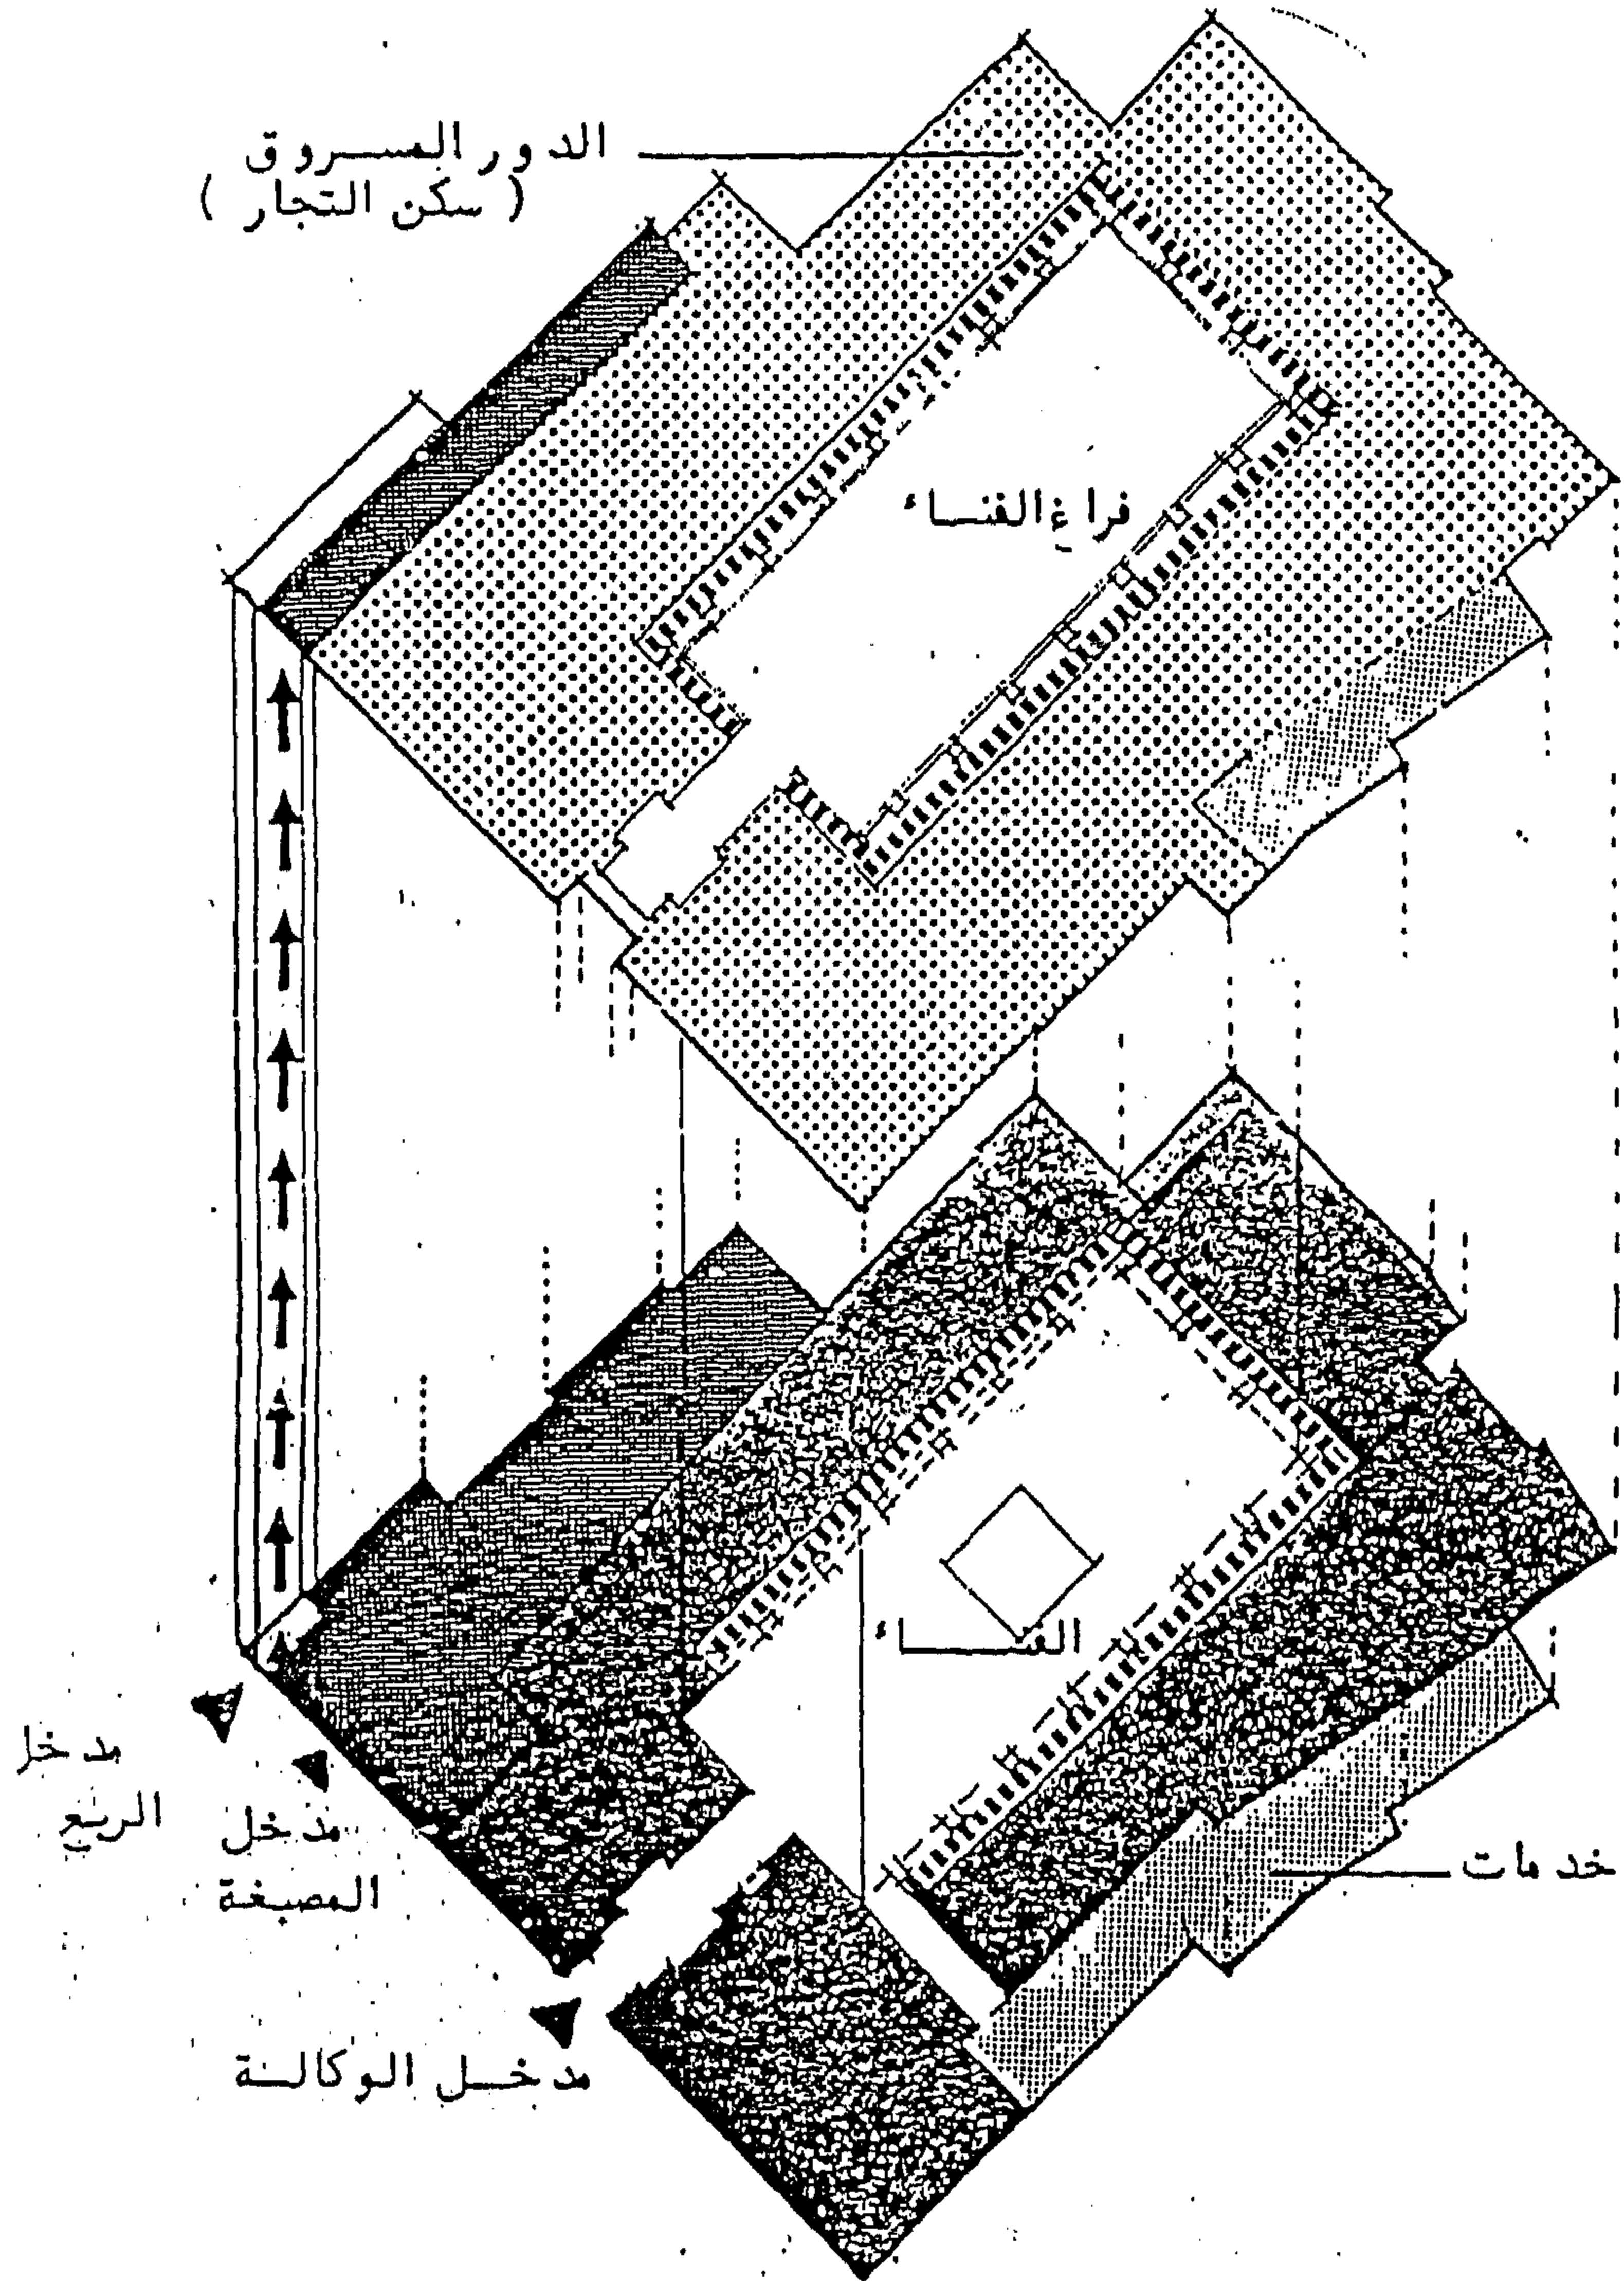 الدور المسروق
( سكن التجار )
فراغ الفناء
الفناء
مدخل
الربع
مدخل
المصبغة
خدمات
مدخل الوكالة